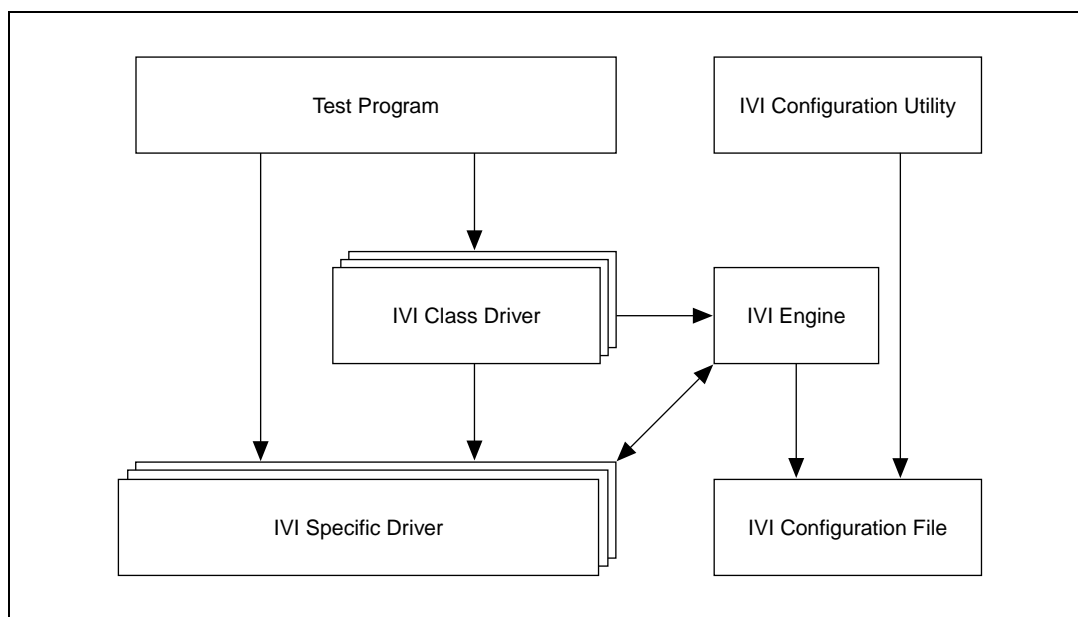 Test Program
IVI Configuration Utility
IVI Class Driver
IVI Engine
IVI Specific Driver
IVI Configuration File